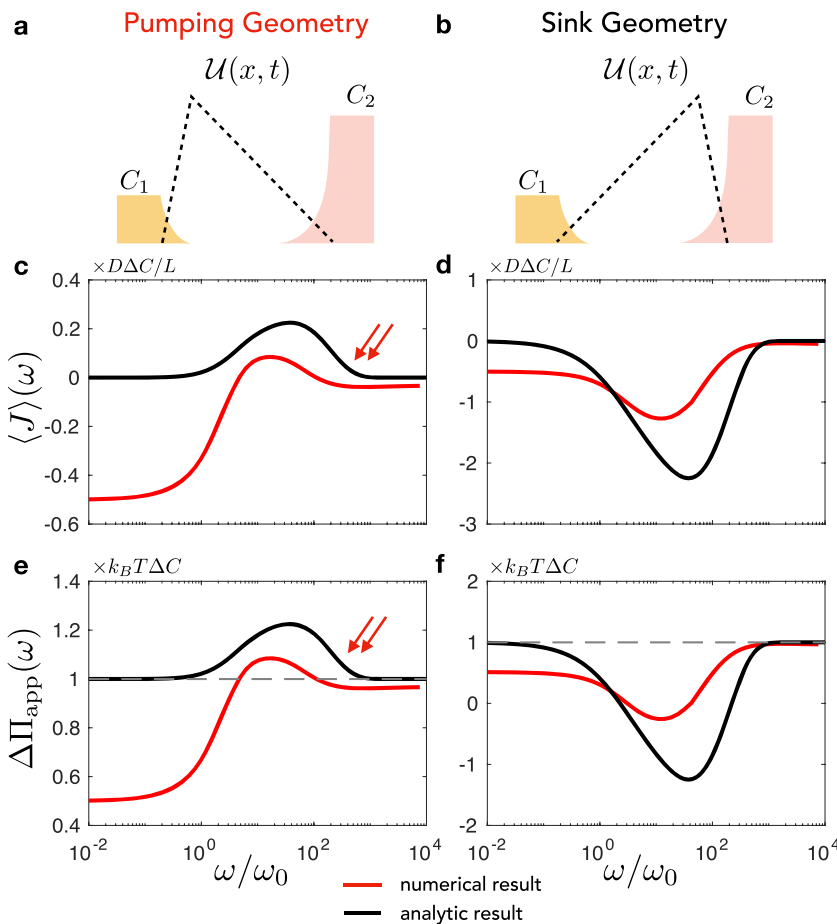 a Pumping Geometry b Sink Geometry
𝒰(x, t) 𝒰(x, t)
C₂ C₂
C₁ C₁
c ×DΔC/L d ×DΔC/L
0.4 1
0.2 0
0 -1
-0.2 -2
-0.4 -3
-0.6
⟨J⟩(ω)
e ×k_BTΔC f ×k_BTΔC
1.4 2
1.2 1
1 0
0.8 -1
0.6 -2
0.4
ΔΠ_app(ω)
10⁻² 10⁰ 10² 10⁴ 10⁻² 10⁰ 10² 10⁴
ω/ω₀ ω/ω₀
numerical result
analytic result